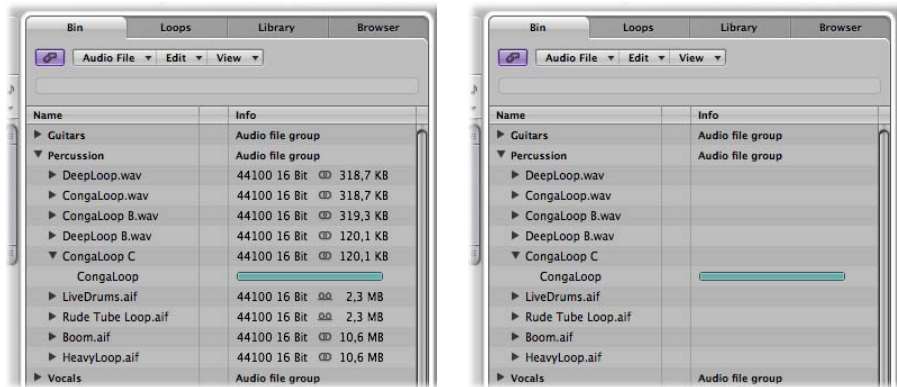 Bin Loops Library Browser
Audio File Edit View
Name Info
Guitars Audio file group
Percussion Audio file group
DeepLoop.wav 44100 16 Bit 318,7 KB
CongaLoop.wav 44100 16 Bit 318,7 KB
CongaLoop B.wav 44100 16 Bit 319,3 KB
DeepLoop B.wav 44100 16 Bit 120,1 KB
CongaLoop C 44100 16 Bit 120,1 KB
CongaLoop
LiveDrums.aif 44100 16 Bit 2,3 MB
Rude Tube Loop.aif 44100 16 Bit 2,3 MB
Boom.aif 44100 16 Bit 10,6 MB
HeavyLoop.aif 44100 16 Bit 10,6 MB
Vocals Audio file group
Bin Loops Library Browser
Audio File Edit View
Name Info
Guitars Audio file group
Percussion Audio file group
DeepLoop.wav
CongaLoop.wav
CongaLoop B.wav
DeepLoop B.wav
CongaLoop C
CongaLoop
LiveDrums.aif
Rude Tube Loop.aif
Boom.aif
HeavyLoop.aif
Vocals Audio file group